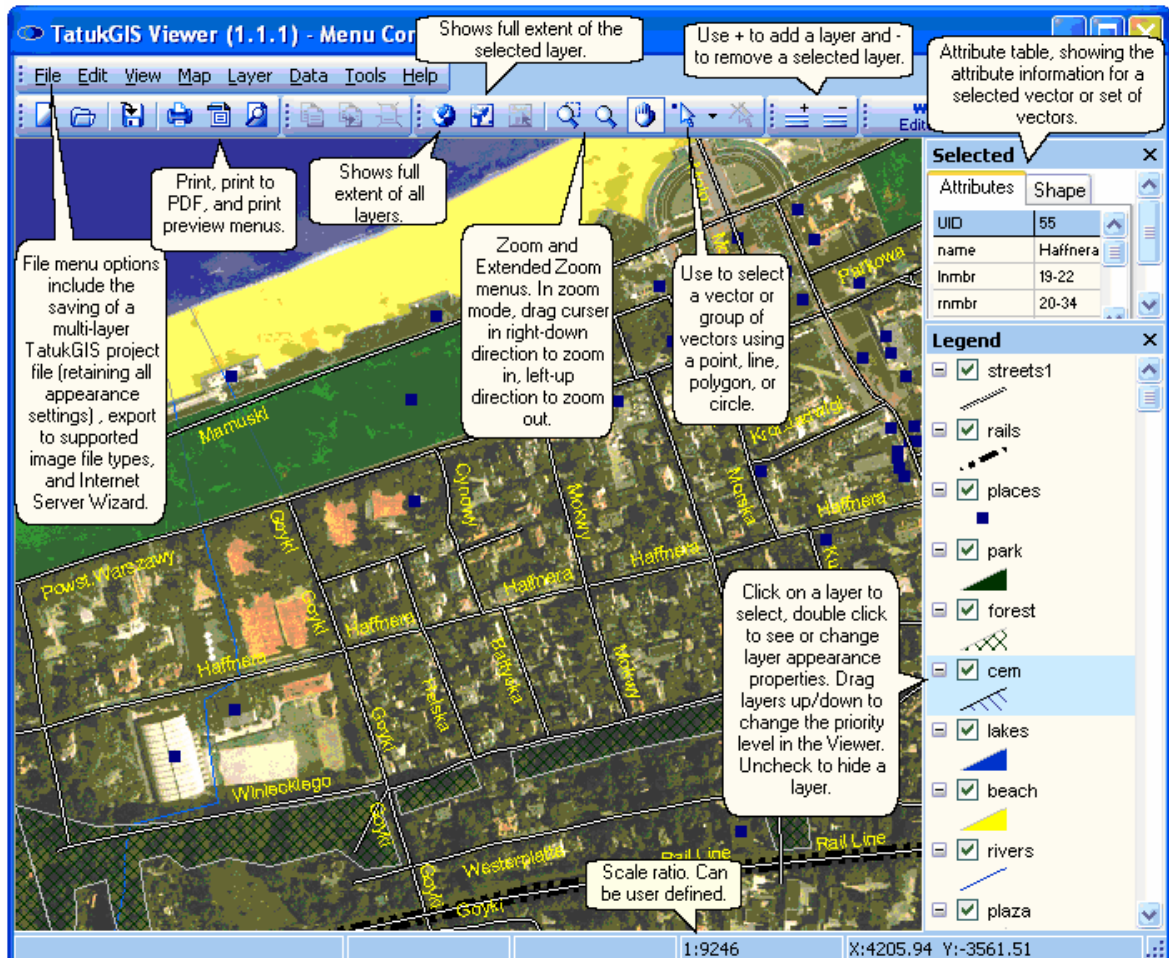 TatukGIS Viewer (1.1.1) - Menu Con
Shows full extent of the
selected layer.
Use + to add a layer and -
to remove a selected layer.
Attribute table, showing the
attribute information for a
selected vector or set of
vectors.
File Edit View Map Layer Data Tools Help
Print, print to
PDF, and print
preview menus.
Shows full
extent of all
layers.
File menu options
include the
saving of a
multi-layer
TatukGIS project
file (retaining all
appearance
settings) , export
to supported
image file types,
and Internet
Server Wizard.
Zoom and
Extended Zoom
menus. In zoom
mode, drag curser
in right-down
direction to zoom
in, left-up
direction to zoom
out.
Use to select
a vector or
group of
vectors using
a point, line,
polygon, or
circle.
Selected
Attributes Shape
UID 55
name Haffnera
lnmbr 19-22
rnmbr 20-34
Legend
streets1
rails
places
park
forest
cem
lakes
beach
rivers
plaza
Click on a layer to
select, double click
to see or change
layer appearance
properties. Drag
layers up/down to
change the priority
level in the Viewer.
Uncheck to hide a
layer.
Parkowa
Mamuski
Cynowy
Mokwy
Morska
Haffnera
Goyki
Powst.Warszawy
Haffnera
Haffnera
Goyki
Haffnera
Haffnera
Mokwy
Goyki
Winieckiego
Goyki
Westerplatte
Rail Line
Rail Line
Goyki
Goyki
Scale ratio. Can
be user defined.
1:9246
X:4205.94 Y:-3561.51